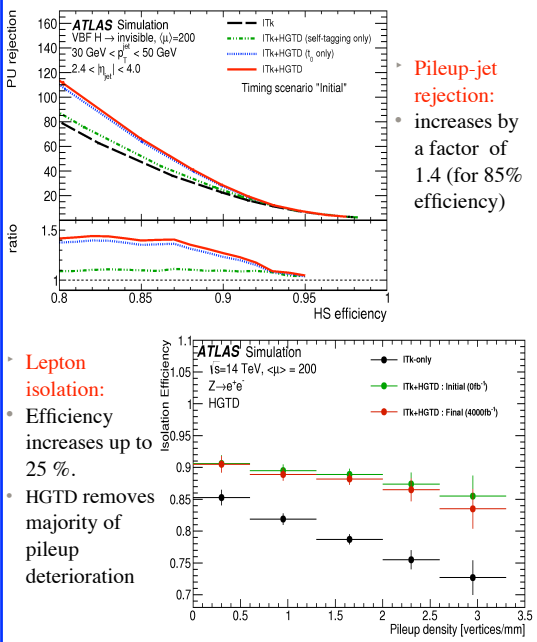 PU rejection
160
140
120
100
80
60
40
20
ATLAS Simulation
VBF H → invisible, ⟨μ⟩=200
30 GeV < p_T^jet < 50 GeV
2.4 < |η_jet| < 4.0
ITk
ITk+HGTD (self-tagging only)
ITk+HGTD (t_0 only)
ITk+HGTD
Timing scenario "Initial"
ratio
1.5
1
0.8
0.85
0.9
0.95
1
HS efficiency
Pileup-jet
rejection:
increases by
a factor of
1.4 (for 85%
efficiency)
Lepton
isolation:
Efficiency
increases up to
25 %.
HGTD removes
majority of
pileup
deterioration
Isolation Efficiency
1.1
1.05
1
0.95
0.9
0.85
0.8
0.75
0.7
ATLAS Simulation
√s=14 TeV, <μ> = 200
Z→e⁺e⁻
HGTD
ITk-only
ITk+HGTD : Initial (0fb⁻¹)
ITk+HGTD : Final (4000fb⁻¹)
0
0.5
1
1.5
2
2.5
3
3.5
Pileup density [vertices/mm]